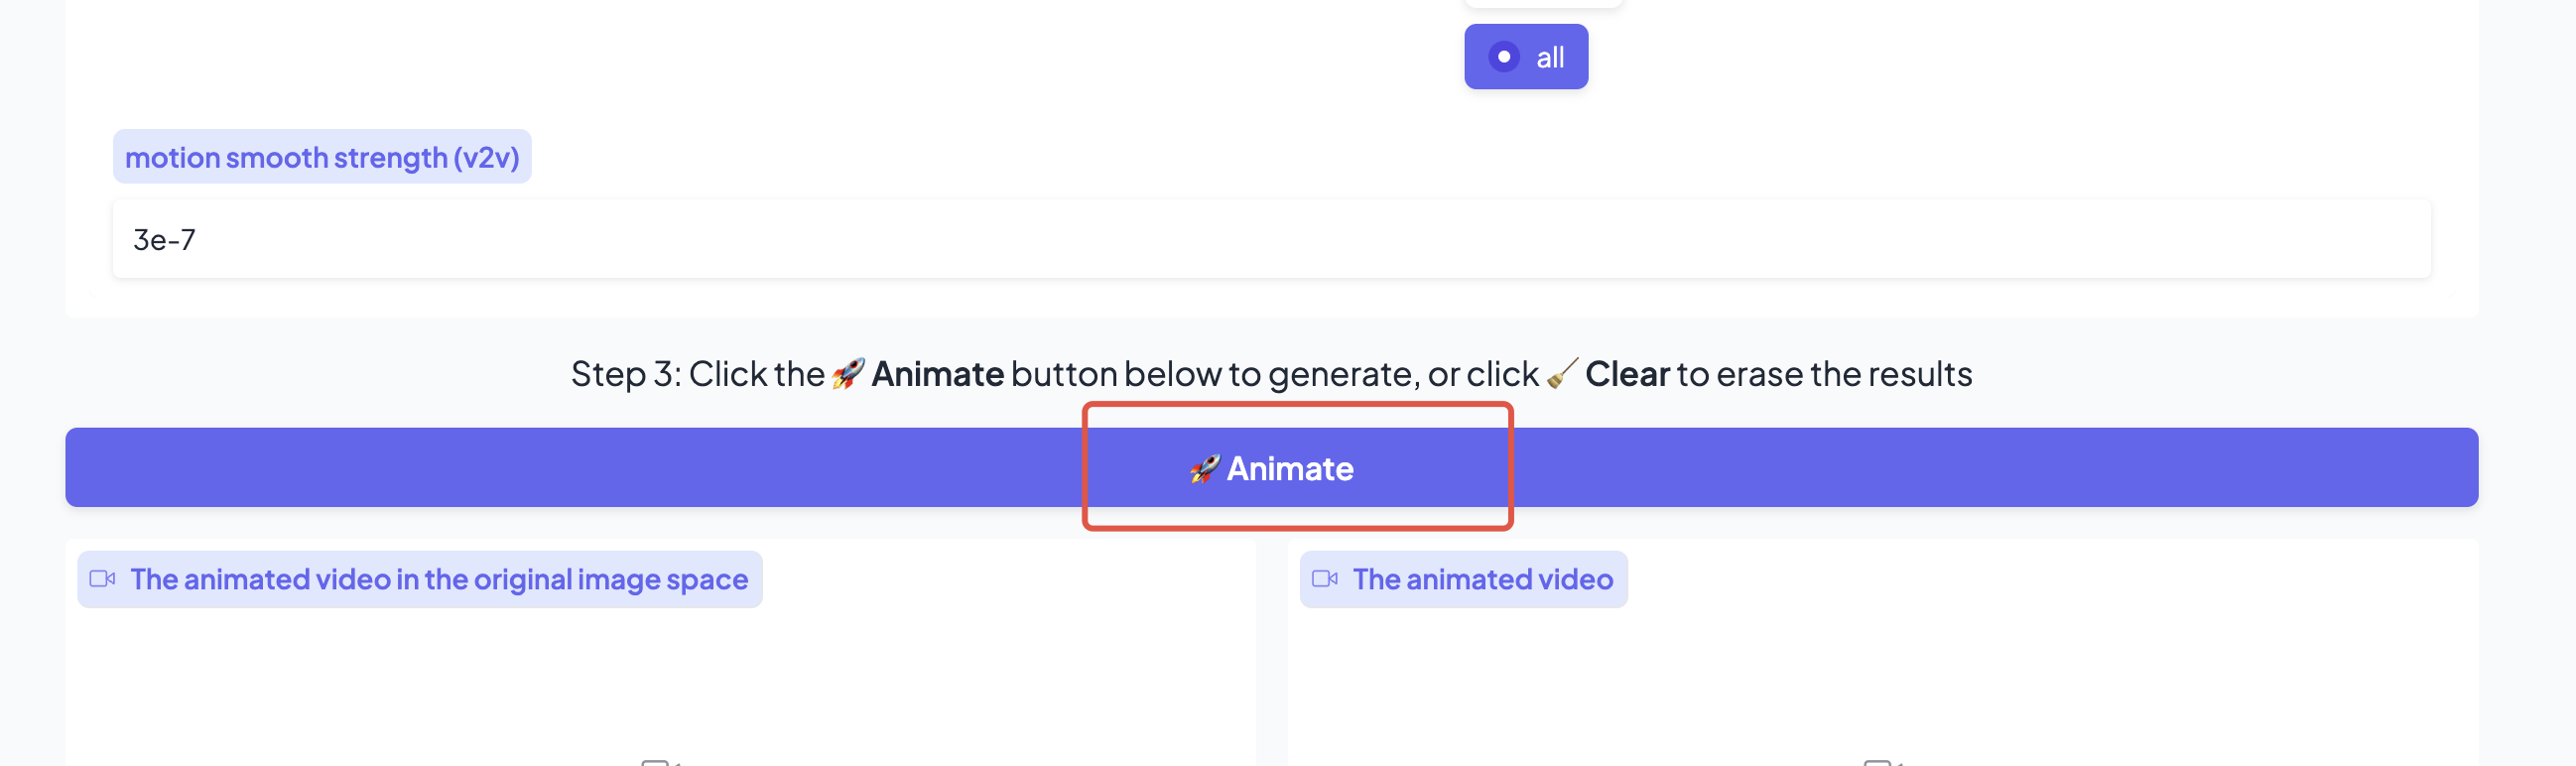 all
motion smooth strength (v2v)
3e-7
Step 3: Click the 🚀 Animate button below to generate, or click 🧹 Clear to erase the results
🚀 Animate
The animated video in the original image space
The animated video